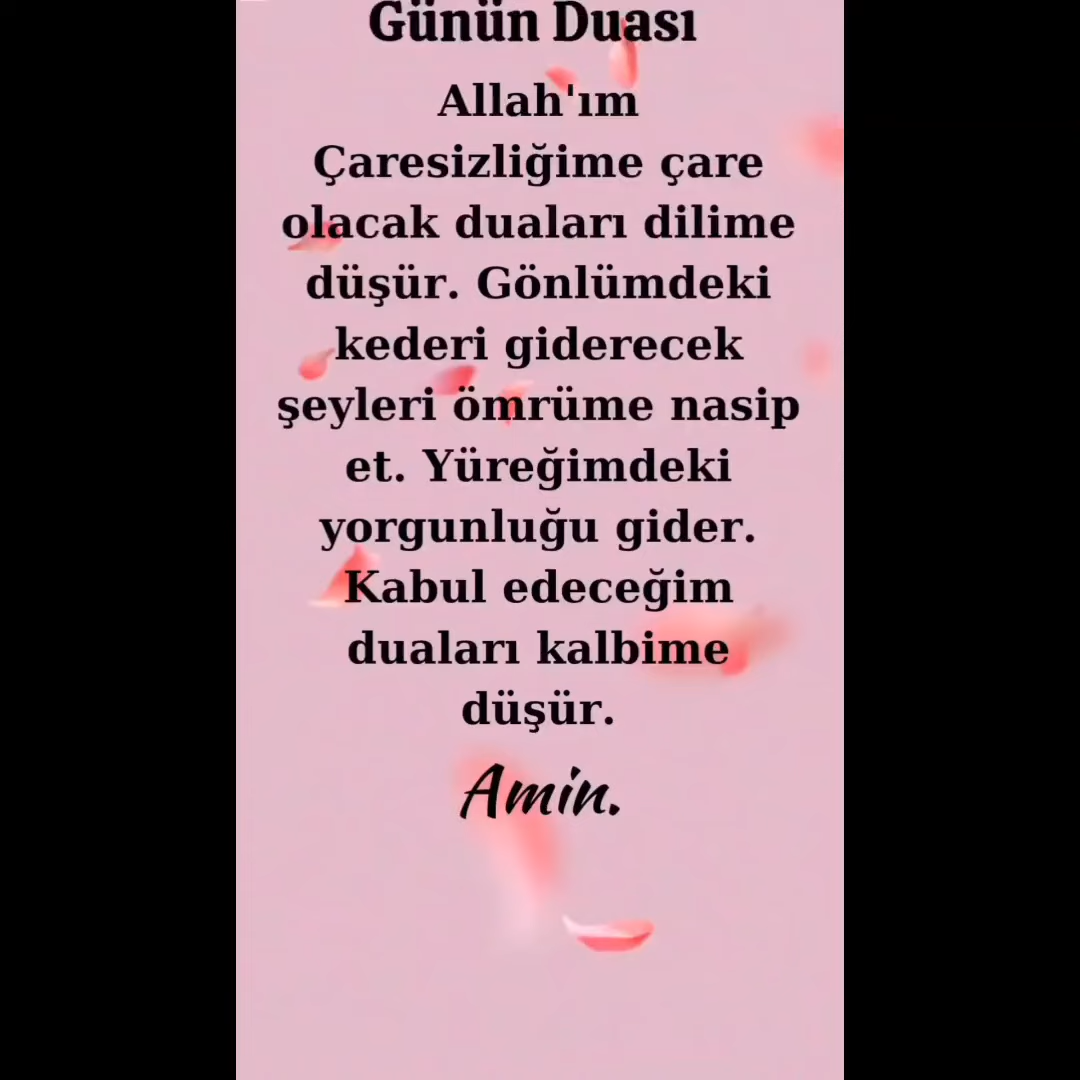 Günün Duası
Allah'ım
Çaresizliğime çare
olacak duaları dilime
düşür. Gönlümdeki
kederi giderecek
şeyleri ömrüme nasip
et. Yüreğimdeki
yorgunluğu gider.
Kabul edeceğim
duaları kalbime
düşür.
Amin.